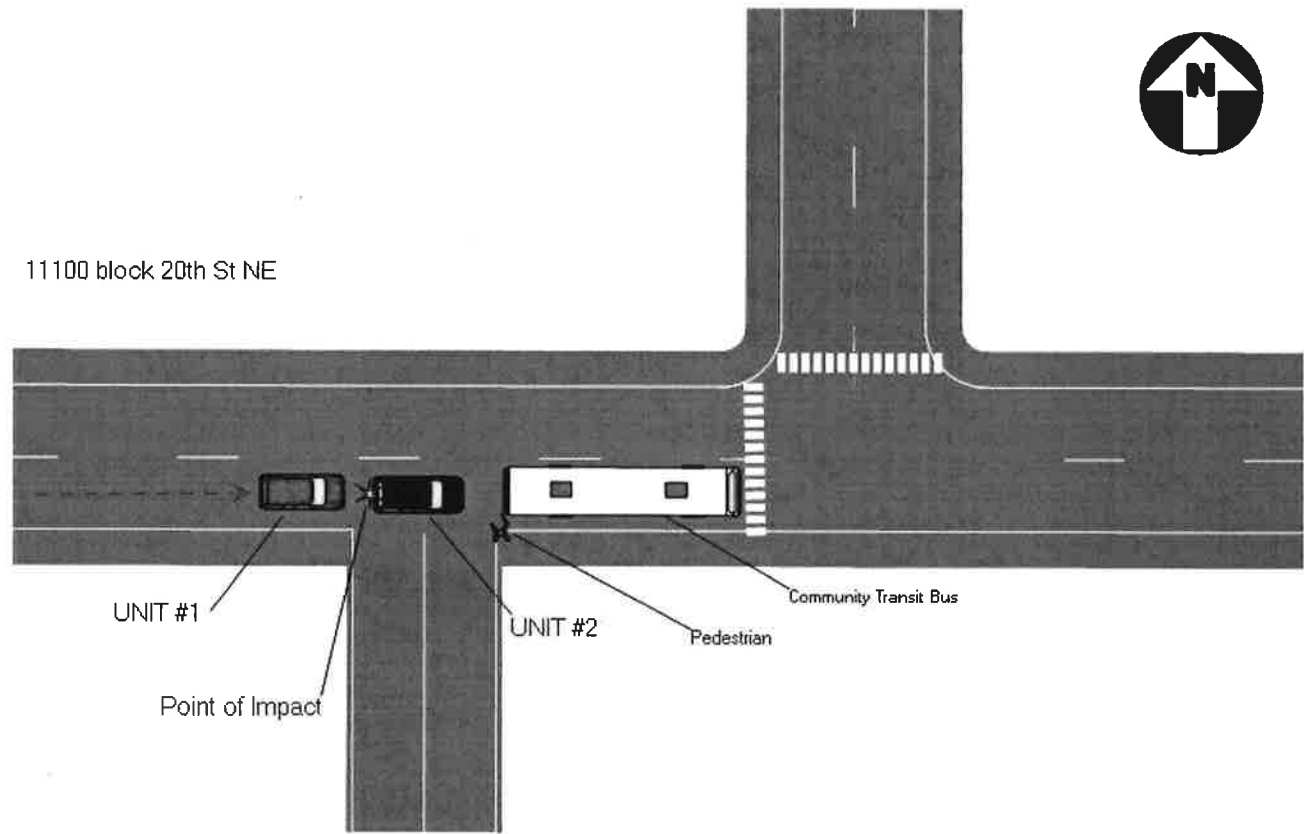 N
11100 block 20th St NE
Community Transit Bus
UNIT #1
UNIT #2
Pedestrian
Point of Impact